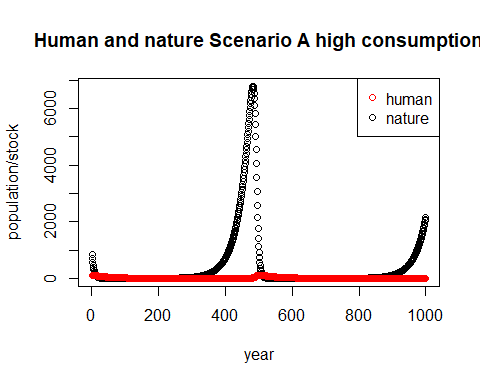 Human and nature Scenario A high consumption
human
nature
population/stock
0
2000
4000
6000
0
200
400
600
800
1000
year